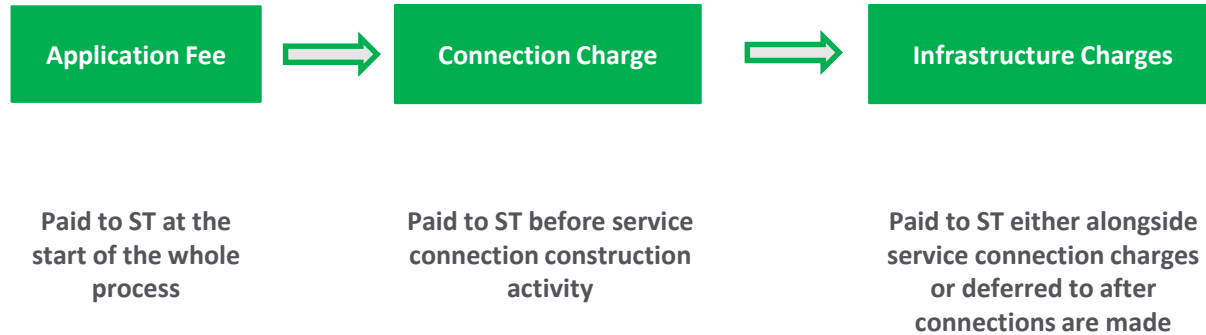 Application Fee
Connection Charge
Infrastructure Charges
Paid to ST at the
start of the whole
process
Paid to ST before service
connection construction
activity
Paid to ST either alongside
service connection charges
or deferred to after
connections are made